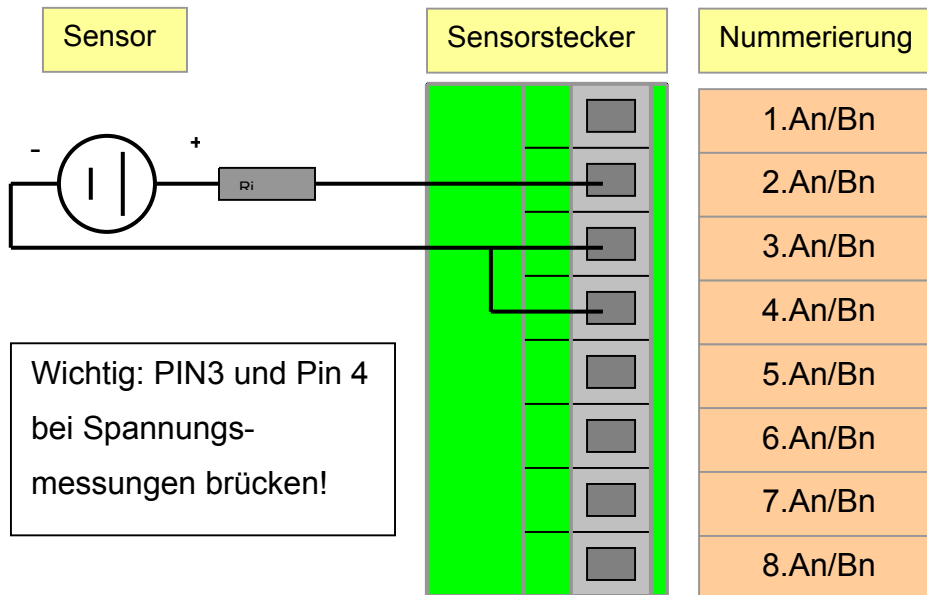 Sensor
Sensorstecker
Nummerierung
- +
Ri
1.An/Bn
2.An/Bn
3.An/Bn
4.An/Bn
5.An/Bn
6.An/Bn
7.An/Bn
8.An/Bn
Wichtig: PIN3 und Pin 4
bei Spannungs-
messungen brücken!